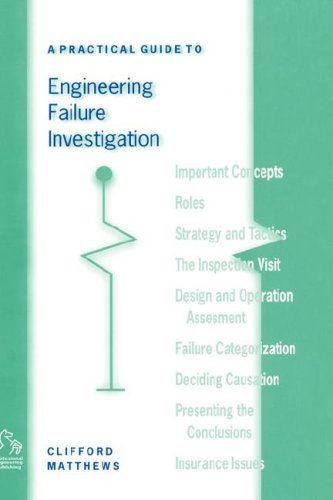 A PRACTICAL GUIDE TO
Engineering
Failure
Investigation
Important Concepts
Roles
Strategy and Tactics
The Inspection Visit
Design and Operation
Assesment
Failure Categorization
Deciding Causation
Presenting the
Conclusions
Insurance Issues
CLIFFORD
MATTHEWS